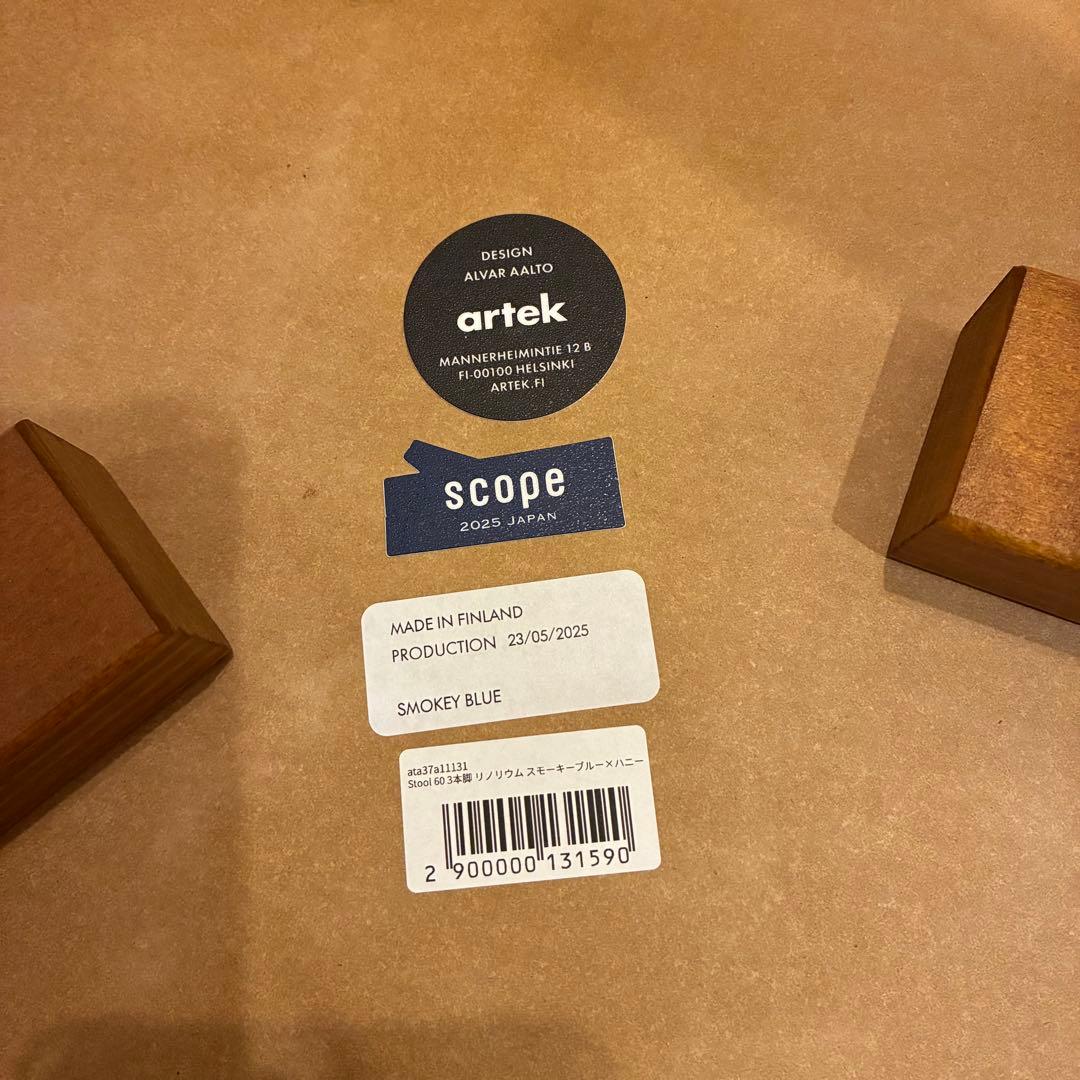 DESIGN
ALVAR AALTO
artek
MANNERHEIMINTIE 12 B
FI-00100 HELSINKI
ARTEK.FI
scope
2025 JAPAN
MADE IN FINLAND
PRODUCTION 23/05/2025
SMOKEY BLUE
ata37a11131
Stool 60 3本脚 リノリウム スモーキーブルー×ハニー
2 900000 131590